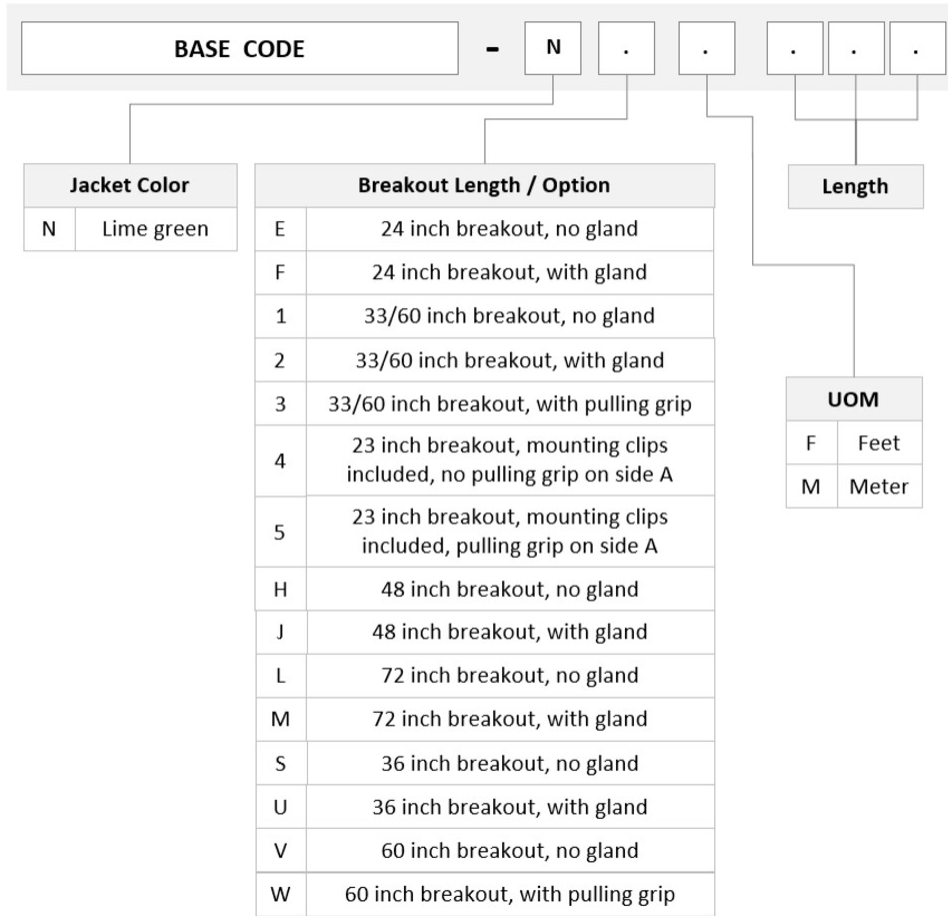 BASE CODE - N . . . . .
Jacket Color
N Lime green
Breakout Length / Option
E 24 inch breakout, no gland
F 24 inch breakout, with gland
1 33/60 inch breakout, no gland
2 33/60 inch breakout, with gland
3 33/60 inch breakout, with pulling grip
4 23 inch breakout, mounting clips
included, no pulling grip on side A
5 23 inch breakout, mounting clips
included, pulling grip on side A
H 48 inch breakout, no gland
J 48 inch breakout, with gland
L 72 inch breakout, no gland
M 72 inch breakout, with gland
S 36 inch breakout, no gland
U 36 inch breakout, with gland
V 60 inch breakout, no gland
W 60 inch breakout, with pulling grip
Length
UOM
F Feet
M Meter